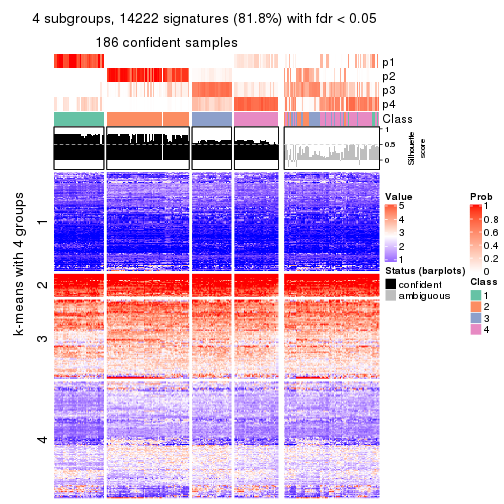 4 subgroups, 14222 signatures (81.8%) with fdr < 0.05
186 confident samples
p1
p2
p3
p4
Class
1
0.5
0
Silhouette
score
k-means with 4 groups
1
2
3
4
Value
5
4
3
2
1
Status (barplots)
confident
ambiguous
Prob
1
0.8
0.6
0.4
0.2
0
Class
1
2
3
4